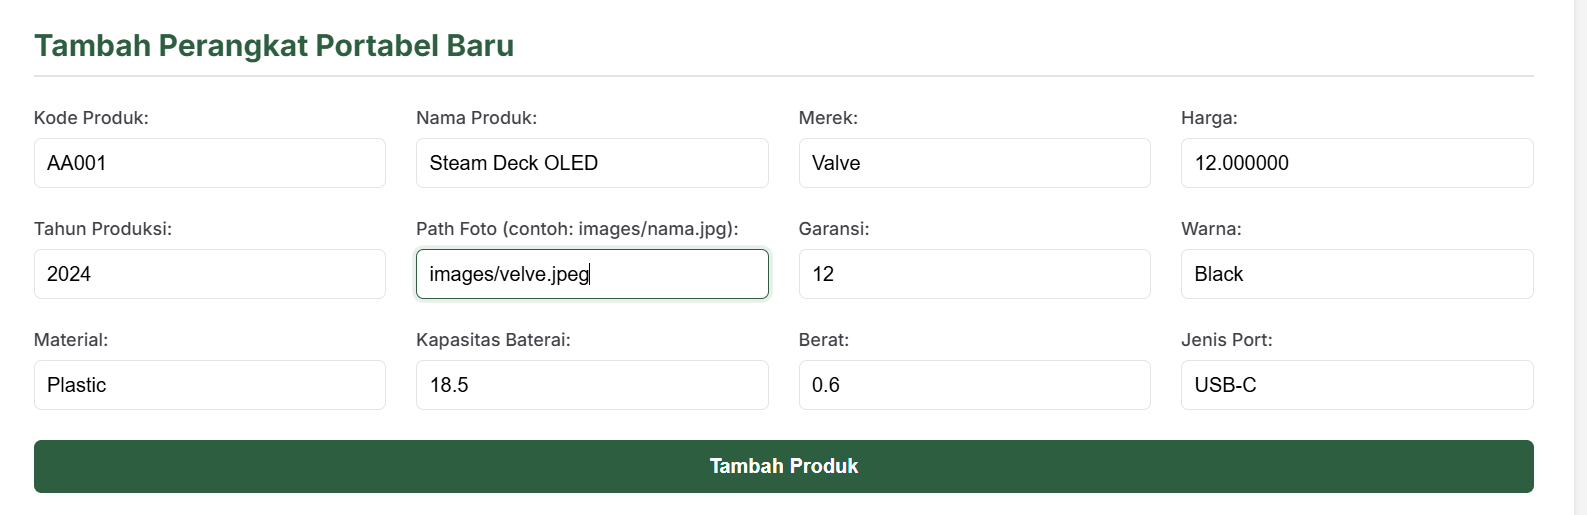 Tambah Perangkat Portabel Baru
Kode Produk: Nama Produk: Merek: Harga:
AA001 Steam Deck OLED Valve 12.000000
Tahun Produksi: Path Foto (contoh: images/nama.jpg): Garansi: Warna:
2024 images/velve.jpeg 12 Black
Material: Kapasitas Baterai: Berat: Jenis Port:
Plastic 18.5 0.6 USB-C
Tambah Produk